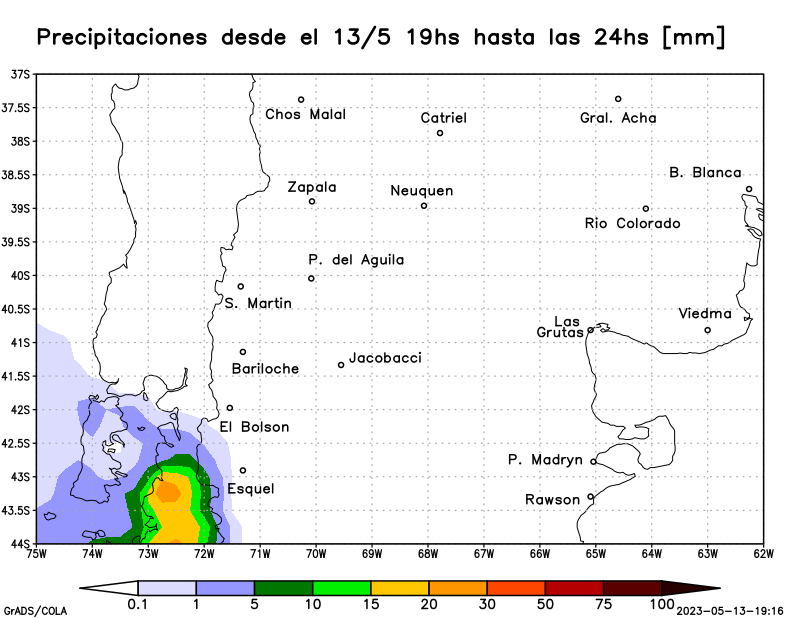 Precipitaciones desde el 13/5 19hs hasta las 24hs [mm]
37S
37.5S
38S
38.5S
39S
39.5S
40S
40.5S
41S
41.5S
42S
42.5S
43S
43.5S
44S
Chos Malal
Catriel
Gral. Acha
B. Blanca
Zapala
Neuquen
Rio Colorado
P. del Aguila
S. Martin
Las
Grutas
Viedma
Bariloche
Jacobacci
El Bolson
P. Madryn
Esquel
Rawson
75W 74W 73W 72W 71W 70W 69W 68W 67W 66W 65W 64W 63W 62W
0.1 1 5 10 15 20 30 50 75 100
GrADS/COLA
2023-05-13-19:16